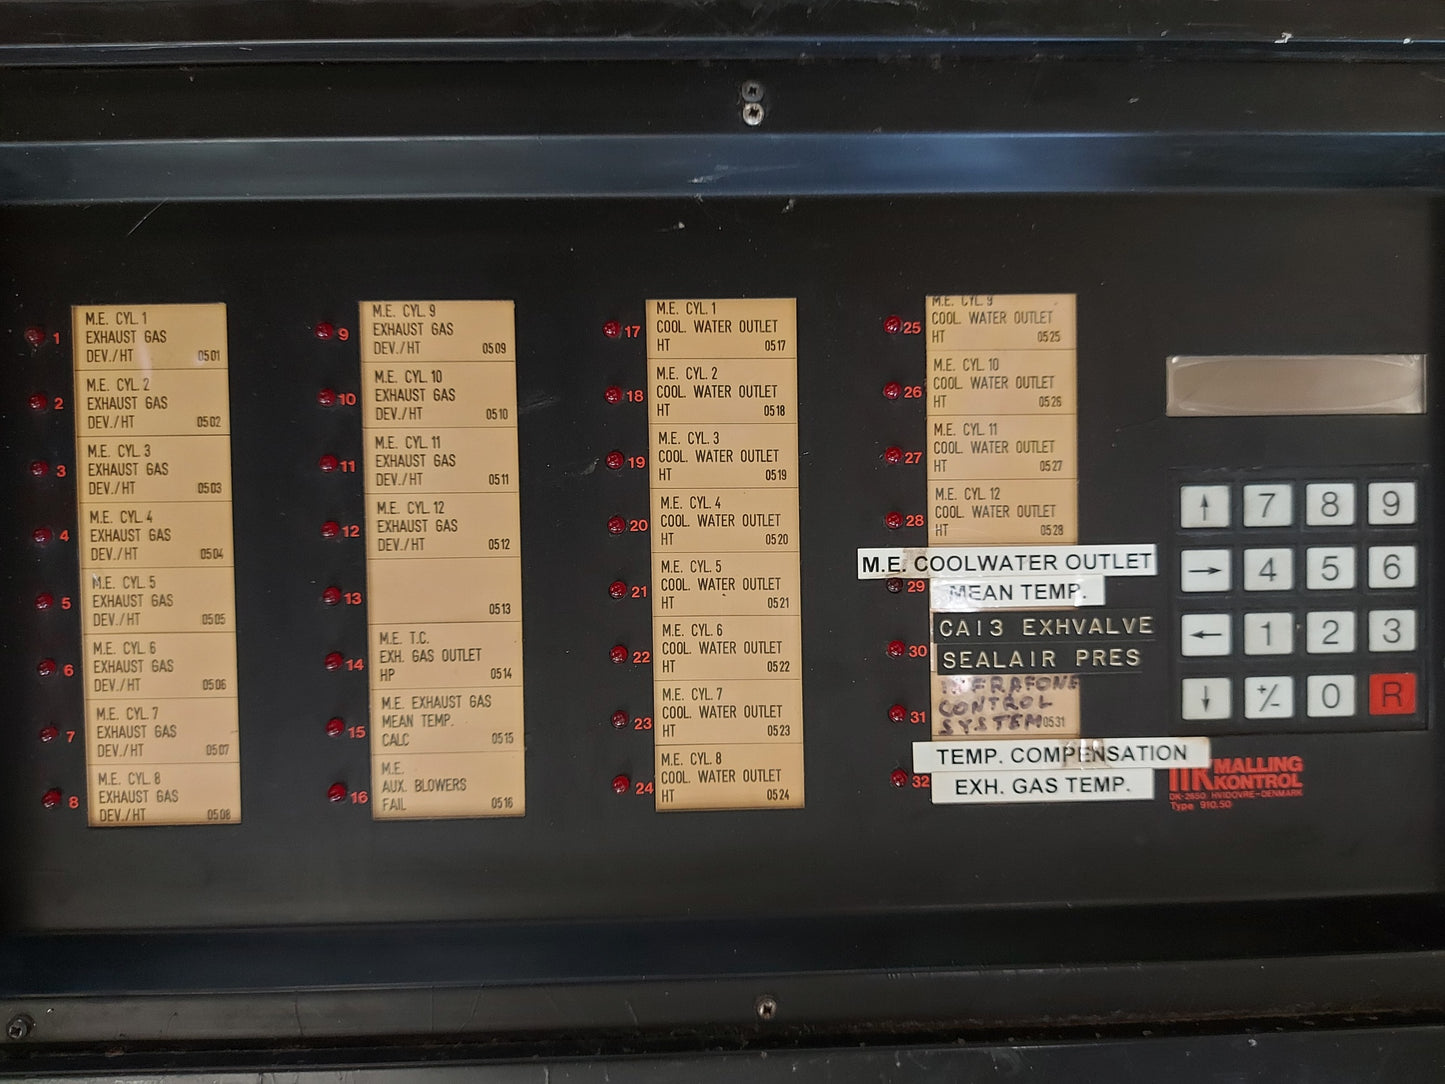 1
M.E. CYL. 1
EXHAUST GAS
DEV./HT 0501
2
M.E. CYL. 2
EXHAUST GAS
DEV./HT 0502
3
M.E. CYL. 3
EXHAUST GAS
DEV./HT 0503
4
M.E. CYL. 4
EXHAUST GAS
DEV./HT 0504
5
M.E. CYL. 5
EXHAUST GAS
DEV./HT 0505
6
M.E. CYL. 6
EXHAUST GAS
DEV./HT 0506
7
M.E. CYL. 7
EXHAUST GAS
DEV./HT 0507
8
M.E. CYL. 8
EXHAUST GAS
DEV./HT 0508
9
M.E. CYL. 9
EXHAUST GAS
DEV./HT 0509
10
M.E. CYL. 10
EXHAUST GAS
DEV./HT 0510
11
M.E. CYL. 11
EXHAUST GAS
DEV./HT 0511
12
M.E. CYL. 12
EXHAUST GAS
DEV./HT 0512
13
0513
14
M.E. T.C.
EXH. GAS OUTLET
HP 0514
15
M.E. EXHAUST GAS
MEAN TEMP.
CALC 0515
16
M.E.
AUX. BLOWERS
FAIL 0516
17
M.E. CYL. 1
COOL. WATER OUTLET
HT 0517
18
M.E. CYL. 2
COOL. WATER OUTLET
HT 0518
19
M.E. CYL. 3
COOL. WATER OUTLET
HT 0519
20
M.E. CYL. 4
COOL. WATER OUTLET
HT 0520
21
M.E. CYL. 5
COOL. WATER OUTLET
HT 0521
22
M.E. CYL. 6
COOL. WATER OUTLET
HT 0522
23
M.E. CYL. 7
COOL. WATER OUTLET
HT 0523
24
M.E. CYL. 8
COOL. WATER OUTLET
HT 0524
25
M.E. CYL. 9
COOL. WATER OUTLET
HT 0525
26
M.E. CYL. 10
COOL. WATER OUTLET
HT 0526
27
M.E. CYL. 11
COOL. WATER OUTLET
HT 0527
28
M.E. CYL. 12
COOL. WATER OUTLET
HT 0528
M.E. COOLWATER OUTLET
29
MEAN TEMP.
CA13 EXHVALVE
30
SEALAIR PRES
INFRAFONE
31
CONTROL
SYSTEM 0531
TEMP. COMPENSATION
32
EXH. GAS TEMP.
↑ 7 8 9
→ 4 5 6
← 1 2 3
↓ +/- 0 R
MK MALLING
KONTROL
DK-2650 HVIDOVRE-DENMARK
Type 910.50